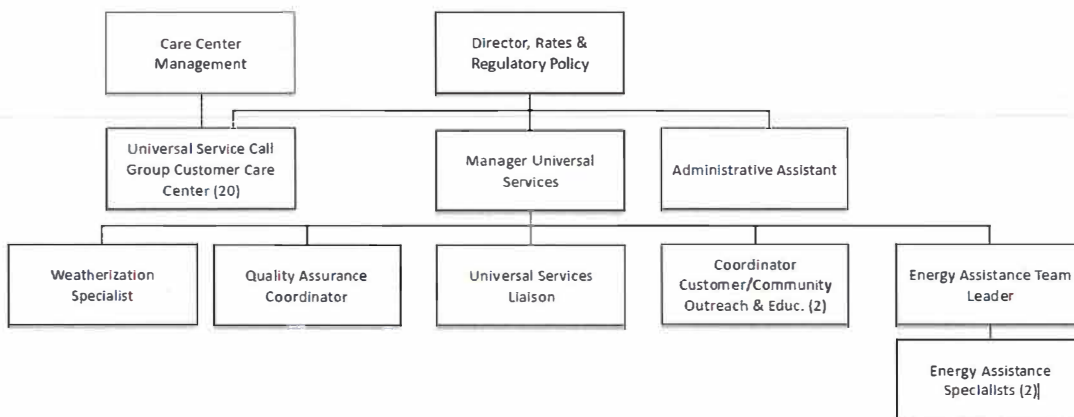 Care Center
Management
Director, Rates &
Regulatory Policy
Universal Service Call
Group Customer Care
Center (20)
Manager Universal
Services
Administrative Assistant
Weatherization
Specialist
Quality Assurance
Coordinator
Universal Services
Liaison
Coordinator
Customer/Community
Outreach & Educ. (2)
Energy Assistance Team
Leader
Energy Assistance
Specialists (2)